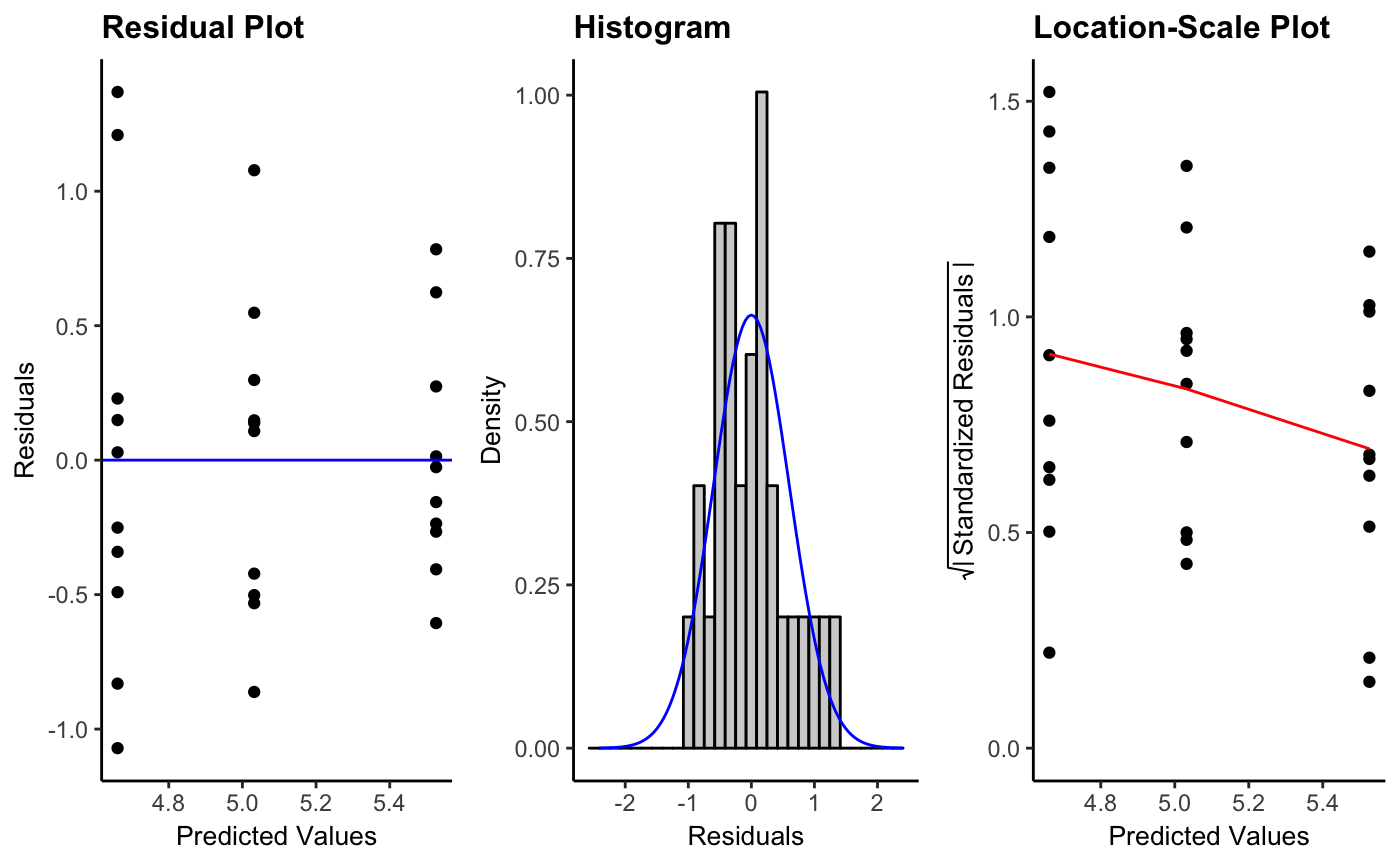 Residual Plot
Residuals
1.0
0.5
0.0
-0.5
-1.0
4.8 5.0 5.2 5.4
Predicted Values
Histogram
Density
1.00
0.75
0.50
0.25
0.00
-2 -1 0 1 2
Residuals
Location-Scale Plot
√| Standardized Residuals |
1.5
1.0
0.5
0.0
4.8 5.0 5.2 5.4
Predicted Values